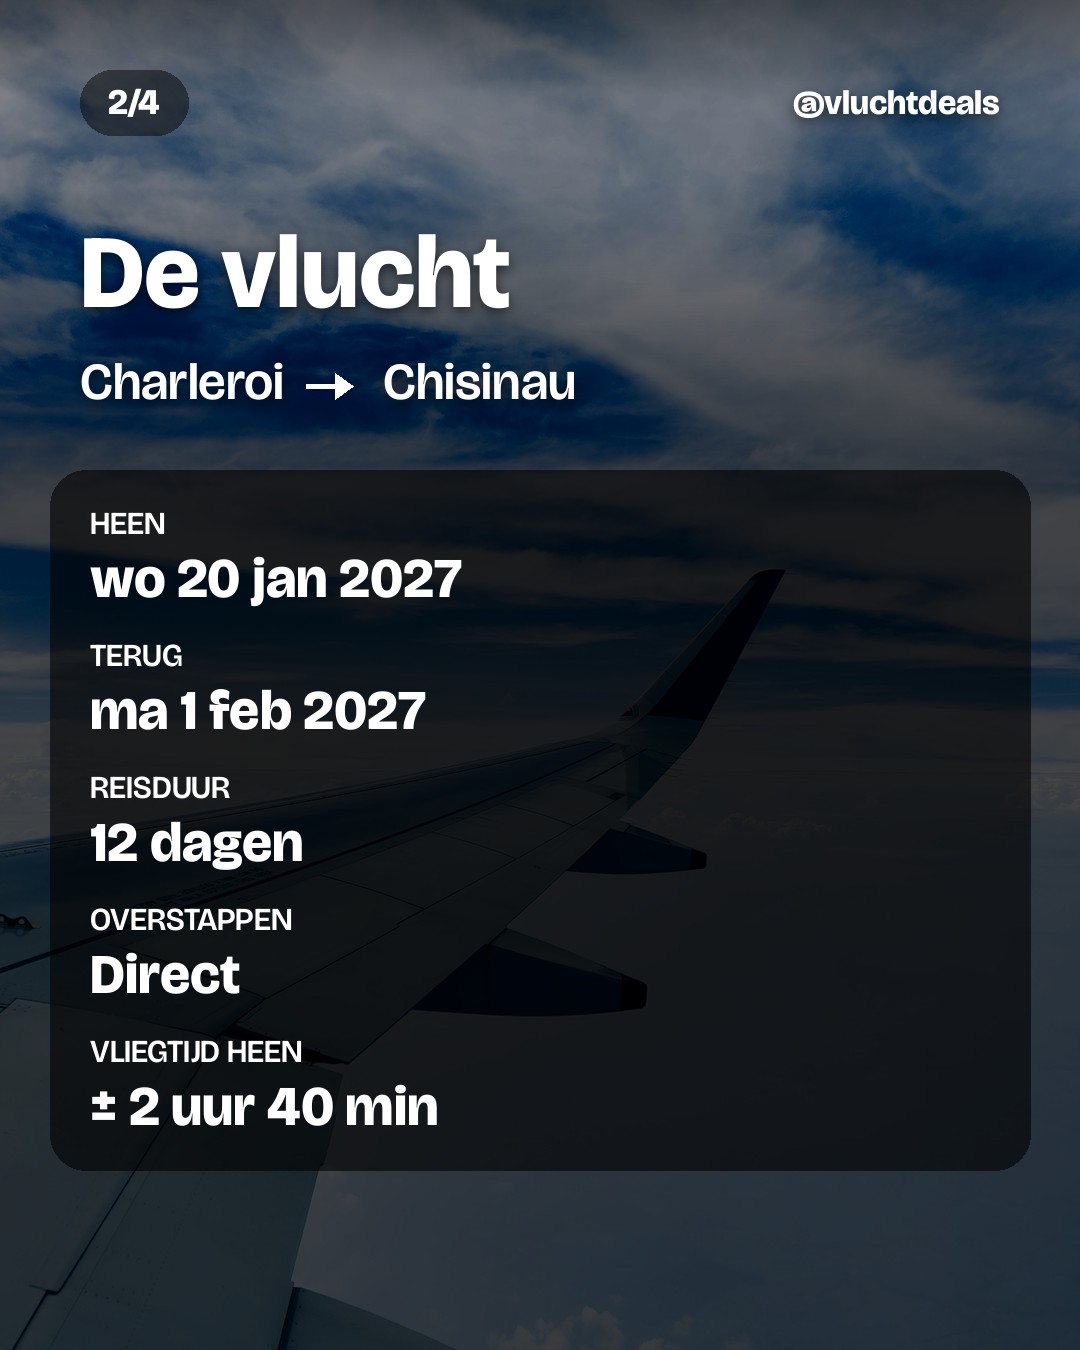 2/4
@vluchtdeals
De vlucht
Charleroi → Chisinau
HEEN
wo 20 jan 2027
TERUG
ma 1 feb 2027
REISDUUR
12 dagen
OVERSTAPPEN
Direct
VLIEGTIJD HEEN
± 2 uur 40 min